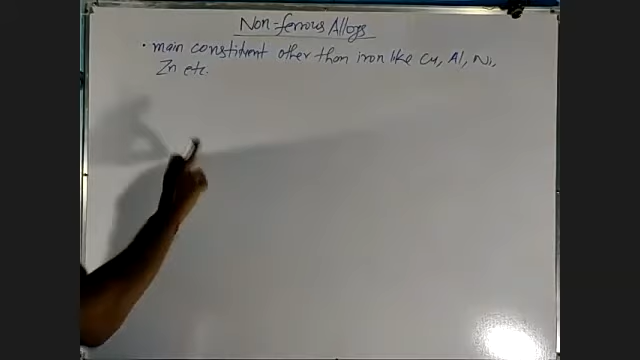 Non-ferrous Alloys
• main constituent other than iron like Cu, Al, Ni,
Zn etc.